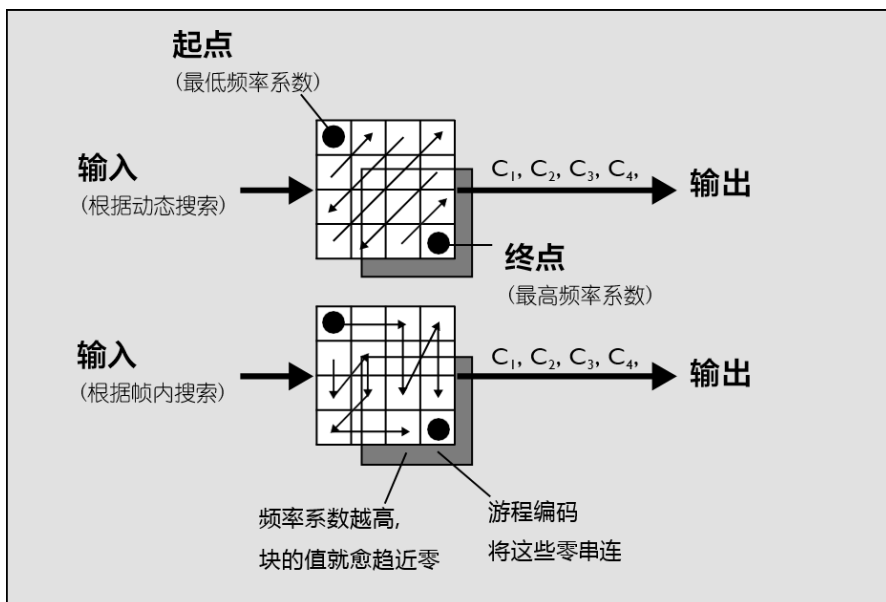 起点
(最低频率系数)
输入
(根据动态搜索)
C1, C2, C3, C4,
输出
终点
(最高频率系数)
输入
(根据帧内搜索)
C1, C2, C3, C4,
输出
频率系数越高,
块的值就愈趋近零
游程编码
将这些零串连